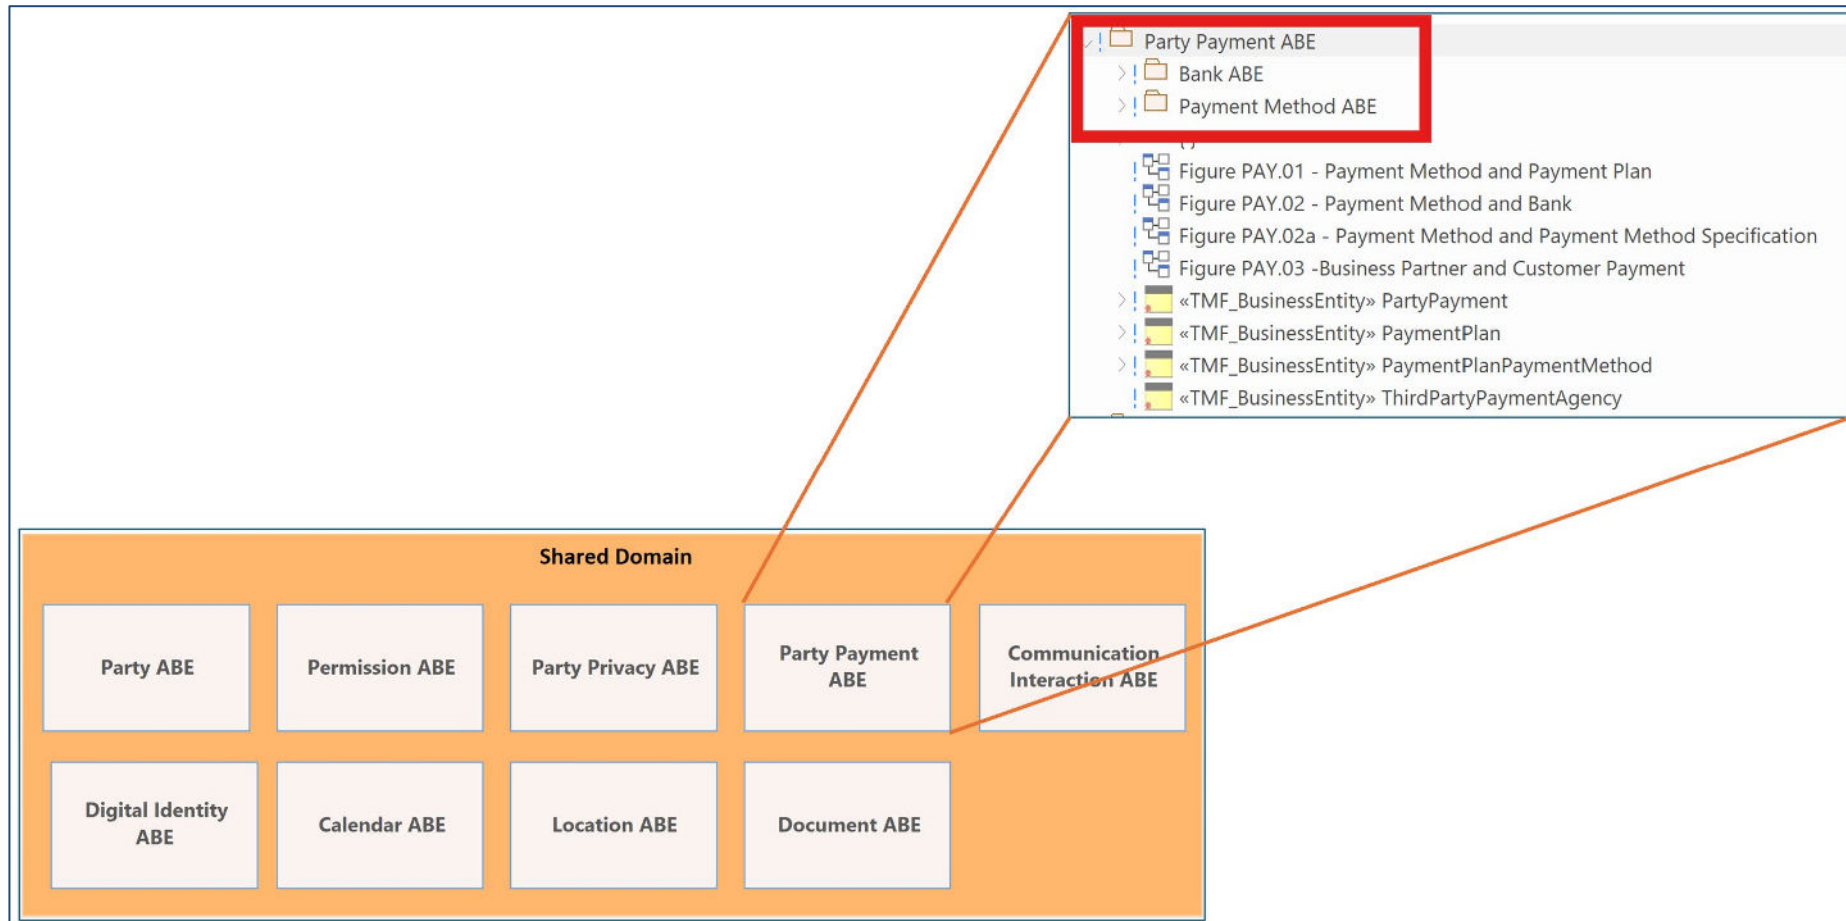 Party Payment ABE
Bank ABE
Payment Method ABE
Figure PAY.01 - Payment Method and Payment Plan
Figure PAY.02 - Payment Method and Bank
Figure PAY.02a - Payment Method and Payment Method Specification
Figure PAY.03 -Business Partner and Customer Payment
«TMF_BusinessEntity» PartyPayment
«TMF_BusinessEntity» PaymentPlan
«TMF_BusinessEntity» PaymentPlanPaymentMethod
«TMF_BusinessEntity» ThirdPartyPaymentAgency
Shared Domain
Party ABE
Permission ABE
Party Privacy ABE
Party Payment
ABE
Communication
Interaction ABE
Digital Identity
ABE
Calendar ABE
Location ABE
Document ABE